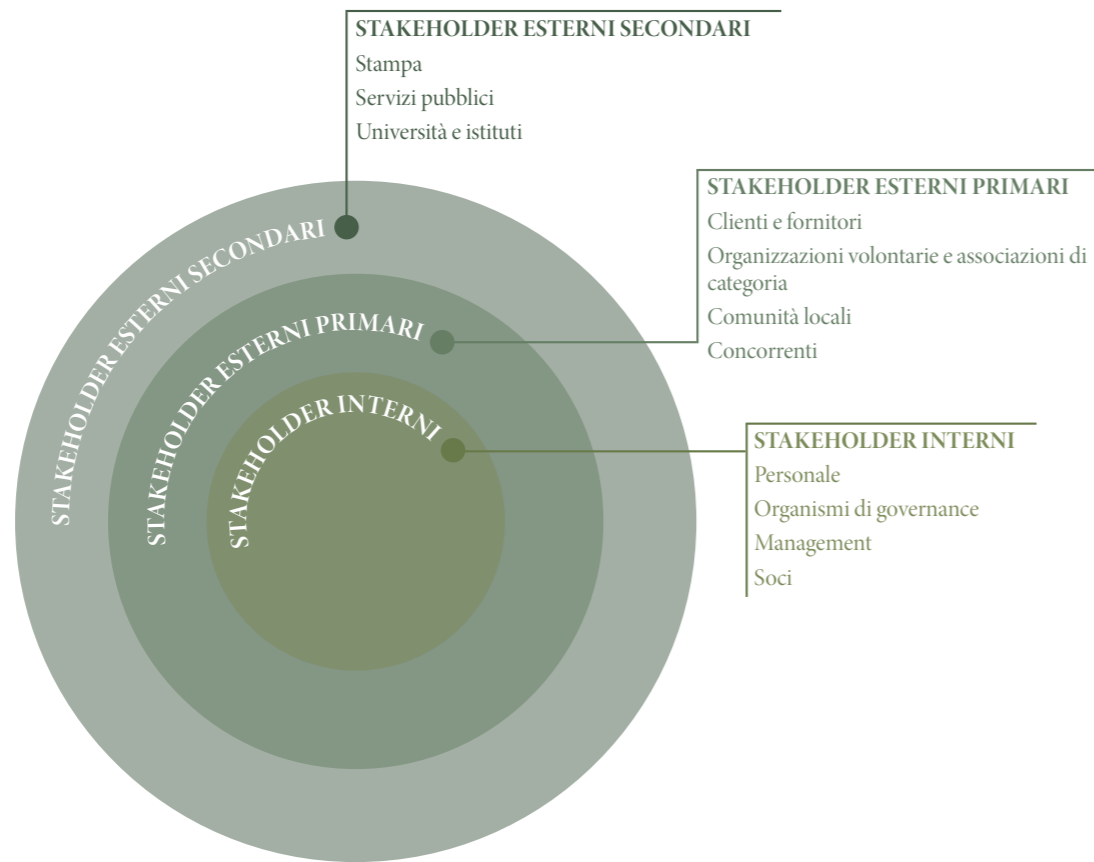 STAKEHOLDER ESTERNI SECONDARI
Stampa
Servizi pubblici
Università e istituti
STAKEHOLDER ESTERNI PRIMARI
Clienti e fornitori
Organizzazioni volontarie e associazioni di
categoria
Comunità locali
Concorrenti
STAKEHOLDER INTERNI
Personale
Organismi di governance
Management
Soci
STAKEHOLDER ESTERNI SECONDARI
STAKEHOLDER ESTERNI PRIMARI
STAKEHOLDER INTERNI